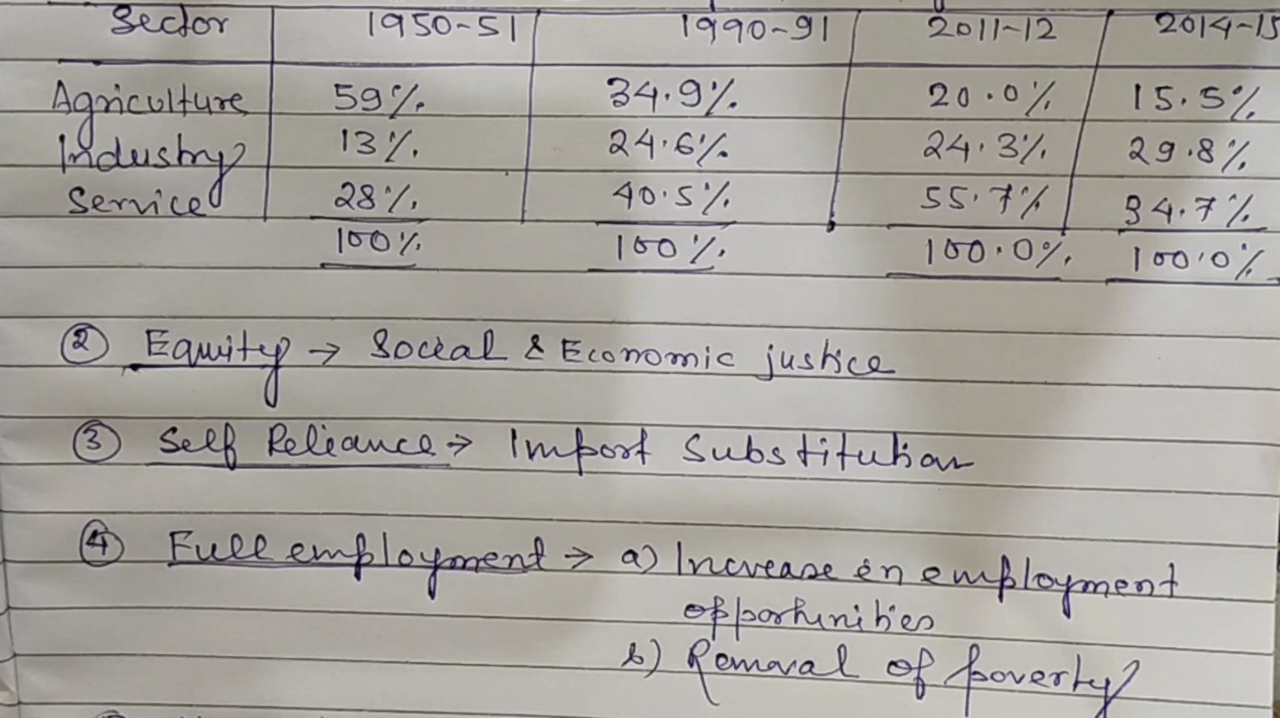 Sector 1950-51 1990-91 2011-12 2014-15
Agriculture 59% 34.9% 20.0% 15.5%
Industry 13% 24.6% 24.3% 29.8%
Service 28% 40.5% 55.7% 34.7%
100% 100% 100.0% 100.0%
② Equity → Social & Economic justice
③ Self Reliance → Import Substitution
④ Full employment → a) Increase in employment
opportunities
b) Removal of poverty